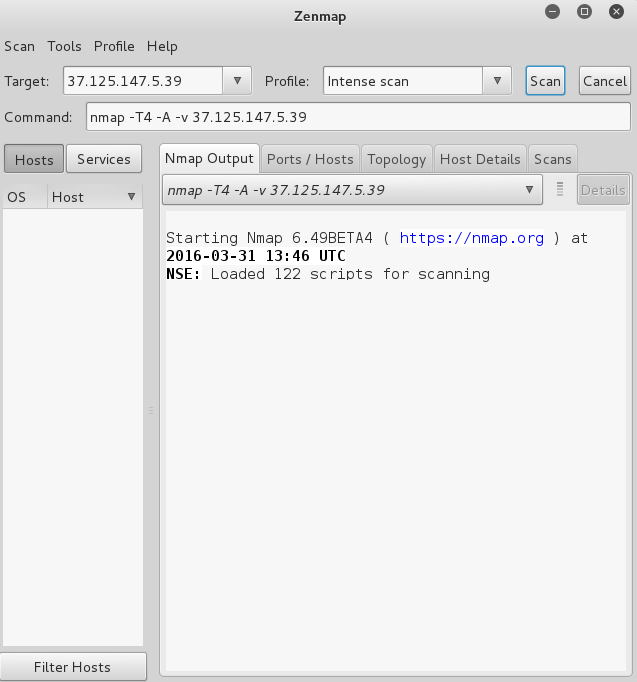 Zenmap
Scan Tools Profile Help
Target: 37.125.147.5.39 Profile: Intense scan Scan Cancel
Command: nmap -T4 -A -v 37.125.147.5.39
Hosts Services
OS Host
Filter Hosts
Nmap Output Ports / Hosts Topology Host Details Scans
nmap -T4 -A -v 37.125.147.5.39 Details
Starting Nmap 6.49BETA4 ( https://nmap.org ) at
2016-03-31 13:46 UTC
NSE: Loaded 122 scripts for scanning